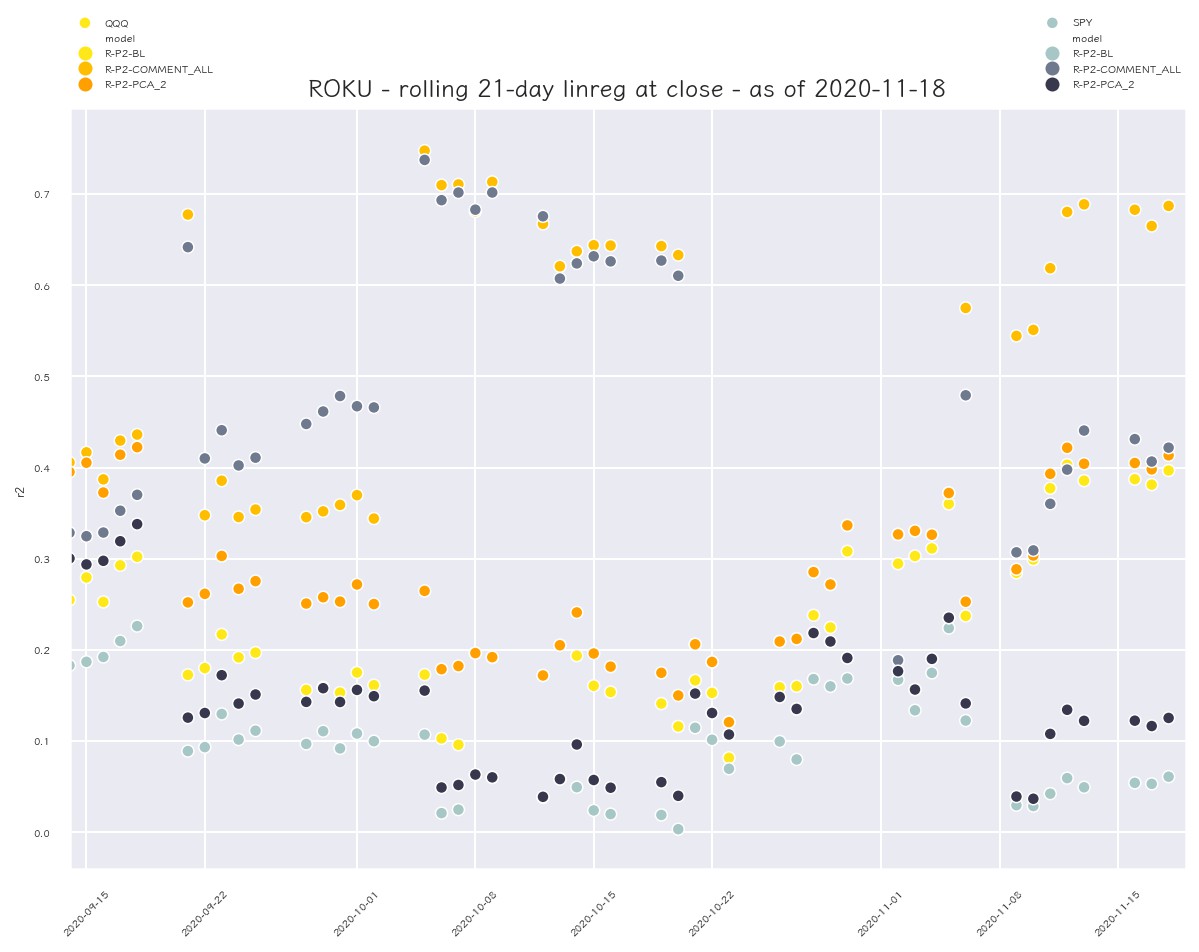 QQQ
model
R-P2-BL
R-P2-COMMENT_ALL
R-P2-PCA_2
SPY
model
R-P2-BL
R-P2-COMMENT_ALL
R-P2-PCA_2
ROKU - rolling 21-day linreg at close - as of 2020-11-18
r2
0.7
0.6
0.5
0.4
0.3
0.2
0.1
0.0
2020-09-15
2020-09-22
2020-10-01
2020-10-08
2020-10-15
2020-10-22
2020-11-01
2020-11-08
2020-11-15